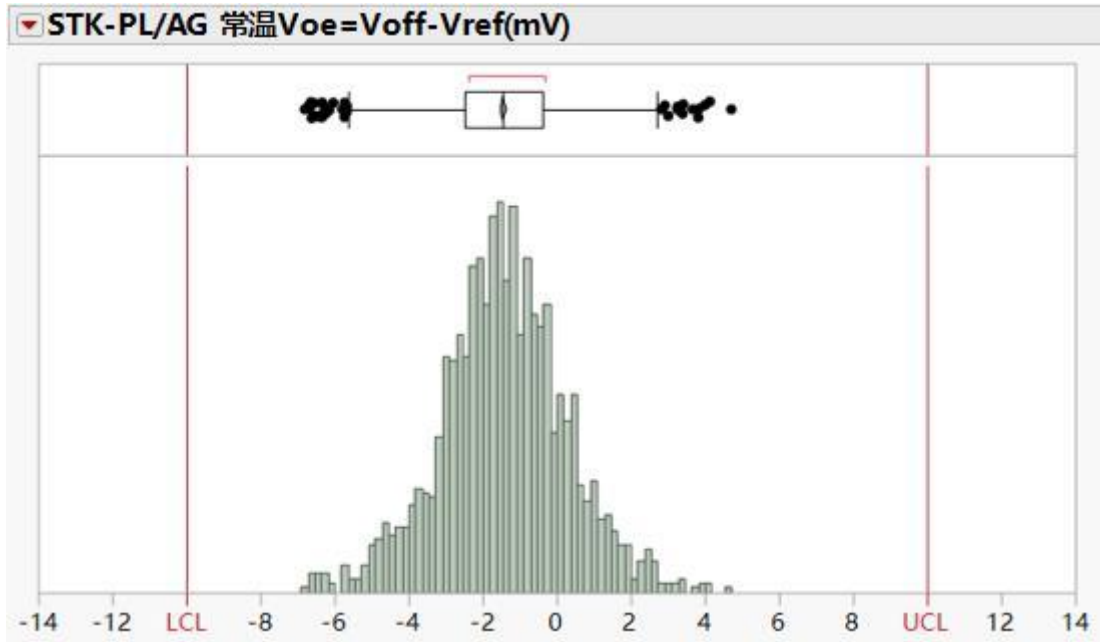 STK-PL/AG 常温Voe=Voff-Vref(mV)
-14 -12 LCL -8 -6 -4 -2 0 2 4 6 8 UCL 12 14